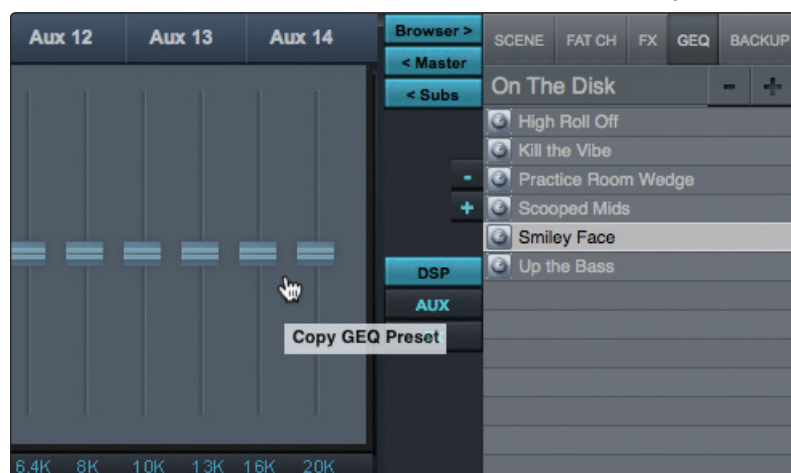 Aux 12 Aux 13 Aux 14
6.4K 8K 10K 13K 16K 20K
Browser >
< Master
< Subs
-
+
DSP
AUX
Copy GEQ Preset
SCENE FAT CH FX GEQ BACKUP
On The Disk - +
High Roll Off
Kill the Vibe
Practice Room Wedge
Scooped Mids
Smiley Face
Up the Bass